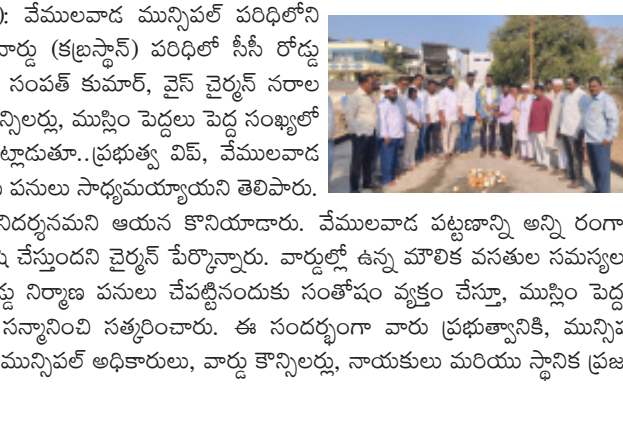 ): వేములవాడ మున్సిపల్ పరిధిలోని
వార్డు (కబ్రస్థాన్) పరిధిలో సీసీ రోడ్డు
సంపత్ కుమార్, వైస్ చైర్మన్ నరాల
న్సిలర్లు, ముస్లిం పెద్దలు పెద్ద సంఖ్యలో
ట్లాడుతూ..ప్రభుత్వ విప్, వేములవాడ
పనులు సాధ్యమయ్యాయని తెలిపారు.
నిదర్శనమని ఆయన కొనియాడారు. వేములవాడ పట్టణాన్ని అన్ని రంగా
షి చేస్తుందని చైర్మన్ పేర్కొన్నారు. వార్డుల్లో ఉన్న మౌలిక వసతుల సమస్యల
డ్డు నిర్మాణ పనులు చేపట్టినందుకు సంతోషం వ్యక్తం చేస్తూ, ముస్లిం పెద్ద
సన్మానించి సత్కరించారు. ఈ సందర్భంగా వారు ప్రభుత్వానికి, మున్సిప
మున్సిపల్ అధికారులు, వార్డు కౌన్సిలర్లు, నాయకులు మరియు స్థానిక ప్రజ